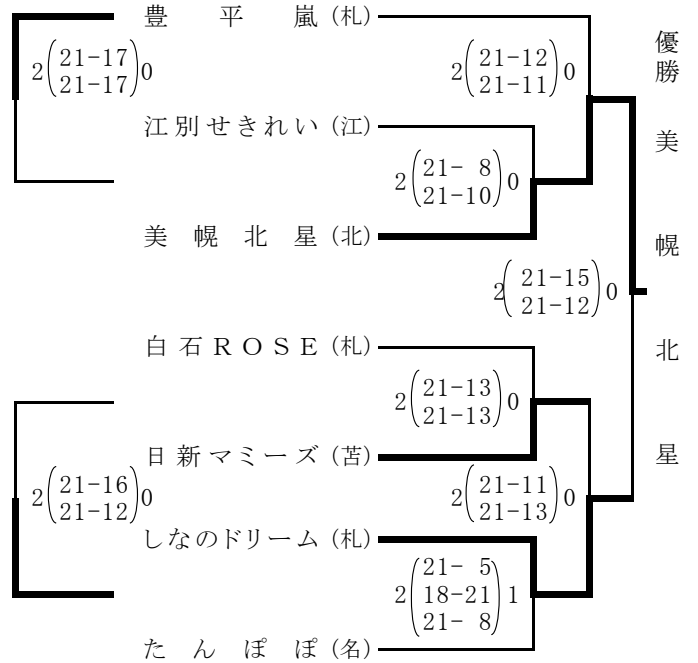 豊平嵐(札)
2(21-17 21-17)0
2(21-12 21-11)0
江別せきれい(江)
2(21- 8 21-10)0
美幌北星(北)
2(21-15 21-12)0
白石ROSE(札)
2(21-13 21-13)0
日新マミーズ(苫)
2(21-16 21-12)0
2(21-11 21-13)0
しなのドリーム(札)
2(21- 5 18-21 21- 8)1
たんぽぽ(名)
優勝 美幌北星